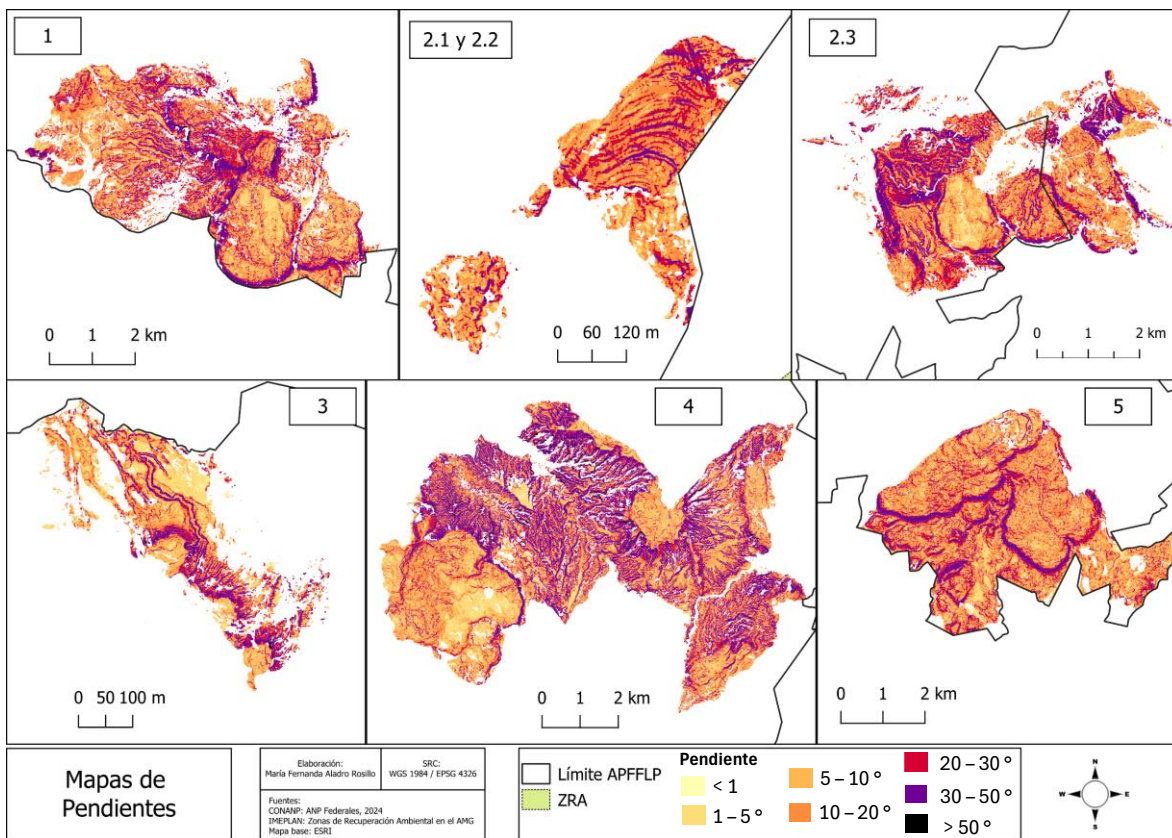 1
2.1 y 2.2
2.3
0 1 2 km
0 60 120 m
0 1 2 km
3
4
5
0 50 100 m
0 1 2 km
0 1 2 km
Mapas de
Pendientes
Elaboración:
María Fernanda Aladro Rosillo
SRC:
WGS 1984 / EPSG 4326
Fuentes:
CONANP: ANP Federales, 2024
IMEPLAN: Zonas de Recuperación Ambiental en el AMG
Mapa base: ESRI
Límite APFFLP
ZRA
Pendiente
< 1
1 – 5 °
5 – 10 °
10 – 20 °
20 – 30 °
30 – 50 °
> 50 °
N
W E
S